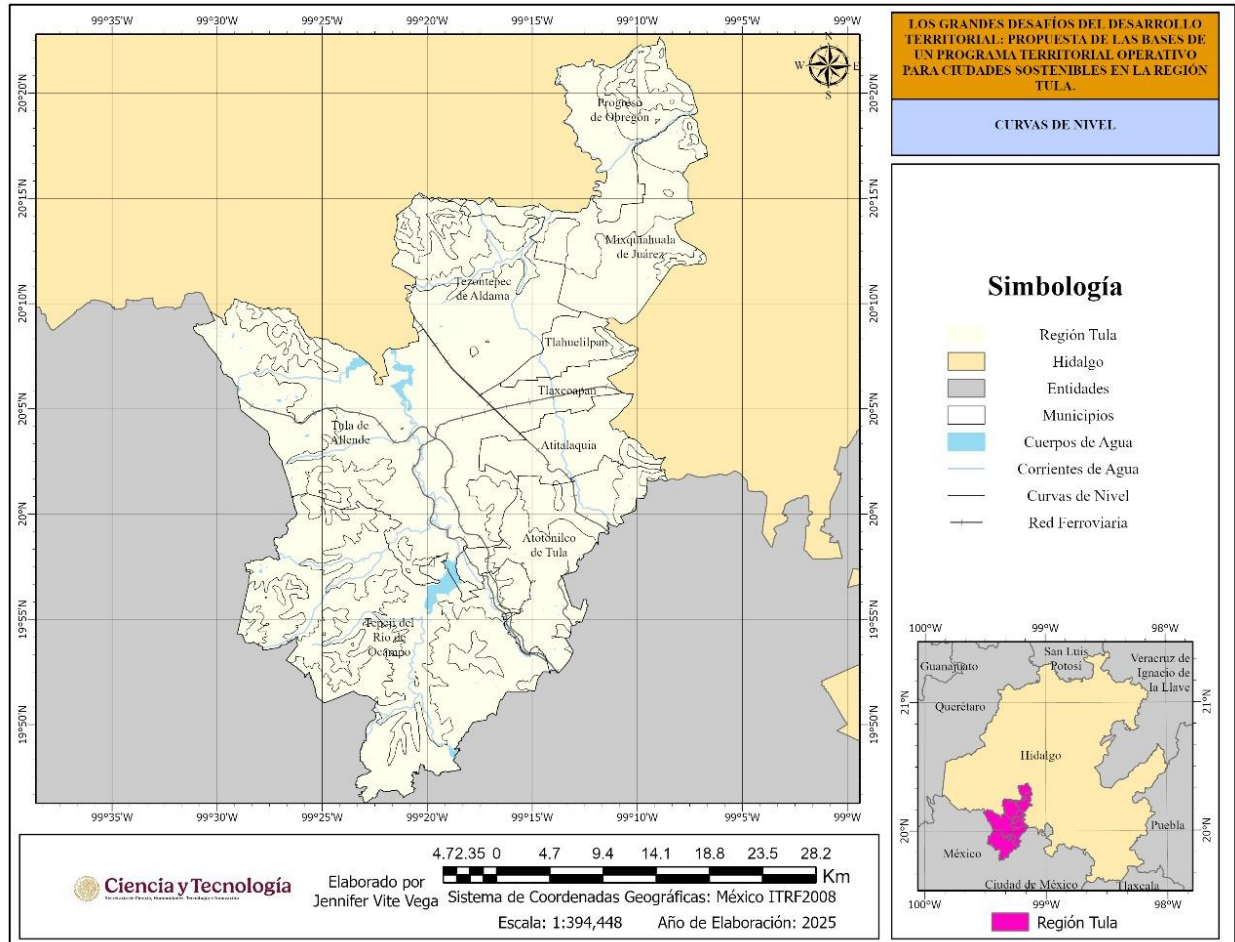 99°35'W 99°30'W 99°25'W 99°20'W 99°15'W 99°10'W 99°9'W
20°20'N
20°15'N
20°10'N
20°5'N
20°0'N
19°55'N
19°50'N
20°20'N
20°15'N
20°10'N
20°5'N
20°0'N
19°55'N
19°50'N
N
W E
S
Progreso
de Obregón
Mixquiahuala
de Juárez
Tezontepec
de Aldama
Tlahuelilpan
Tlaxcoapan
Tula de
Allende
Atitalaquia
Atotonilco
de Tula
Tepeji del
Río de
Ocampo
99°35'W 99°30'W 99°25'W 99°20'W 99°15'W 99°10'W 99°W
LOS GRANDES DESAFÍOS DEL DESARROLLO
TERRITORIAL: PROPUESTA DE LAS BASES DE
UN PROGRAMA TERRITORIAL OPERATIVO
PARA CIUDADES SOSTENIBLES EN LA REGIÓN
TULA.
CURVAS DE NIVEL
Simbología
Región Tula
Hidalgo
Entidades
Municipios
Cuerpos de Agua
Corrientes de Agua
Curvas de Nivel
Red Ferroviaria
100°W 99°W 98°W
San Luis
Potosí
Guanajuato
Veracruz de
Ignacio de
la Llave
21°N
21°N
Querétaro
Hidalgo
20°N
Puebla
20°N
México
Ciudad de México
Tlaxcala
100°W 99°W 98°W
Región Tula
Ciencia y Tecnología
Secretaría de Ciencia, Humanidades, Tecnología e Innovación
Elaborado por
Jennifer Vite Vega
4.72.35 0 4.7 9.4 14.1 18.8 23.5 28.2
Km
Sistema de Coordenadas Geográficas: México ITRF2008
Escala: 1:394,448 Año de Elaboración: 2025